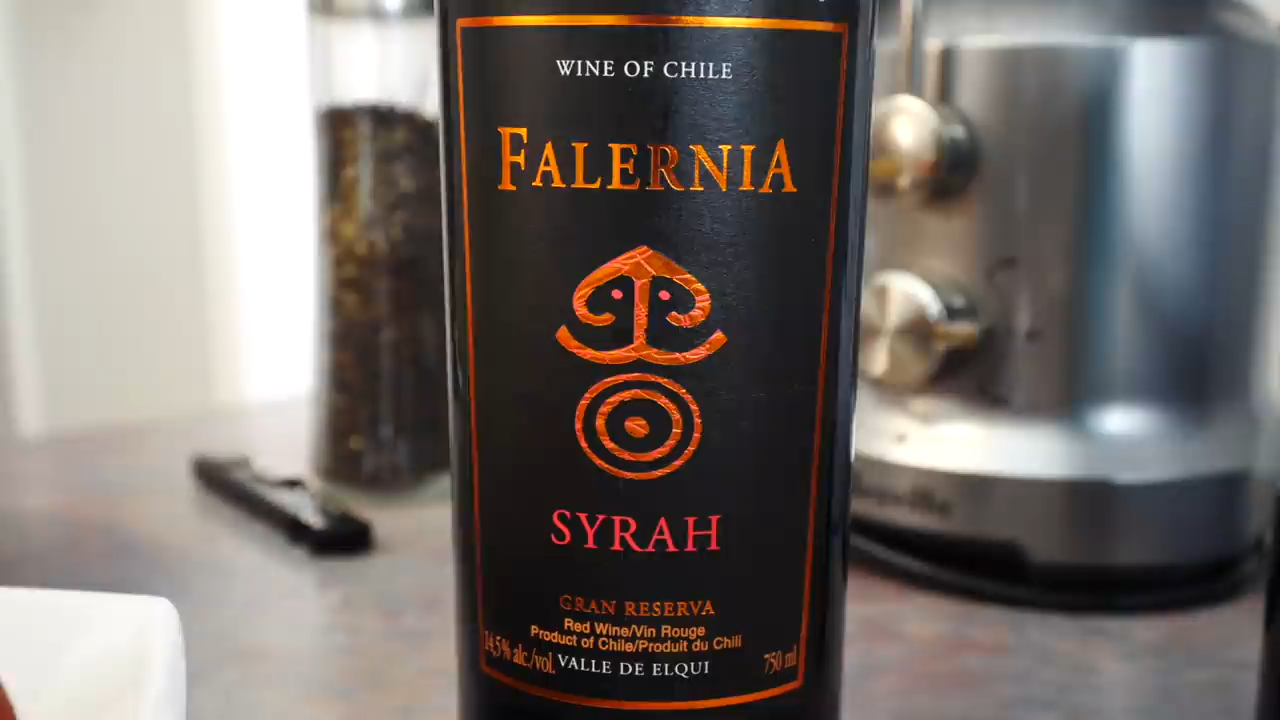 WINE OF CHILE
FALERNIA
SYRAH
GRAN RESERVA
Red Wine/Vin Rouge
Product of Chile/Produit du Chili
14,5% alc./vol. VALLE DE ELQUI 750 ml